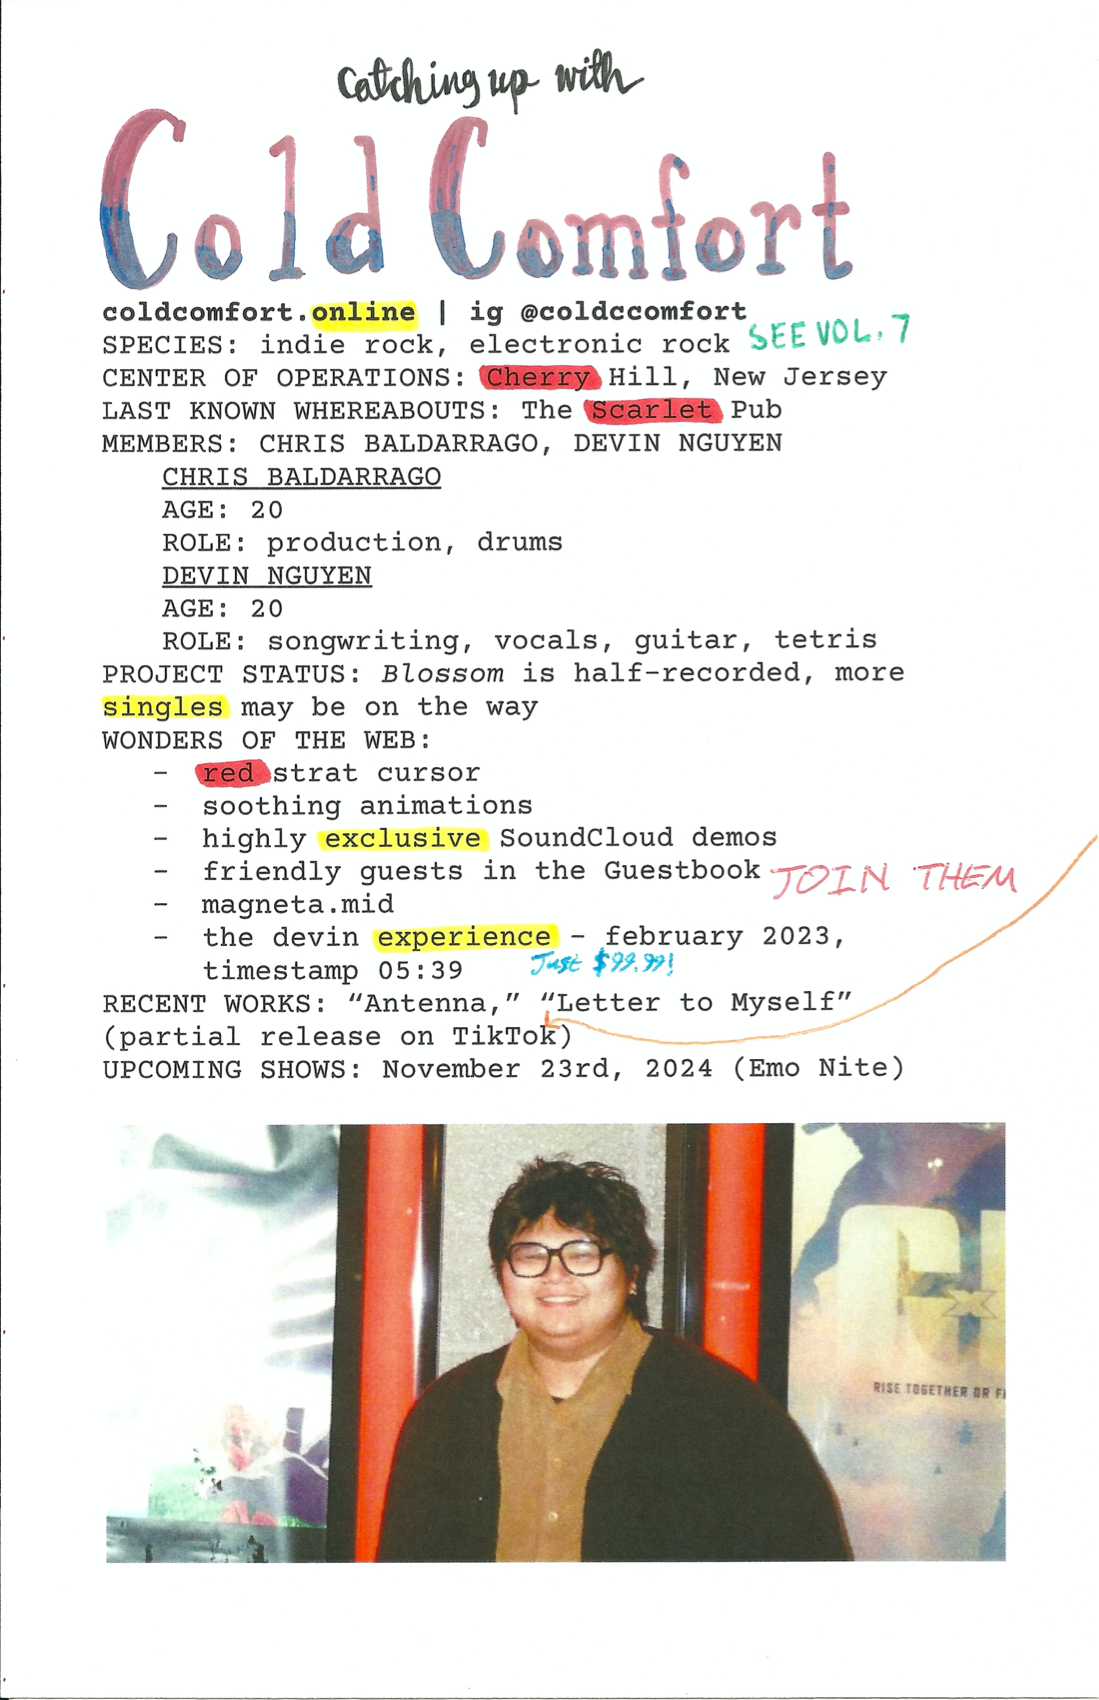 Catching up with
Cold Comfort
coldcomfort.online | ig @coldccomfort
SPECIES: indie rock, electronic rock SEE VOL. 7
CENTER OF OPERATIONS: Cherry Hill, New Jersey
LAST KNOWN WHEREABOUTS: The Scarlet Pub
MEMBERS: CHRIS BALDARRAGO, DEVIN NGUYEN
CHRIS BALDARRAGO
AGE: 20
ROLE: production, drums
DEVIN NGUYEN
AGE: 20
ROLE: songwriting, vocals, guitar, tetris
PROJECT STATUS: Blossom is half-recorded, more
singles may be on the way
WONDERS OF THE WEB:
- red strat cursor
- soothing animations
- highly exclusive SoundCloud demos
- friendly guests in the Guestbook JOIN THEM
- magneta.mid
- the devin experience - february 2023,
timestamp 05:39 Just $99.99!
RECENT WORKS: “Antenna,” “Letter to Myself”
(partial release on TikTok)
UPCOMING SHOWS: November 23rd, 2024 (Emo Nite)
RISE TOGETHER OR F